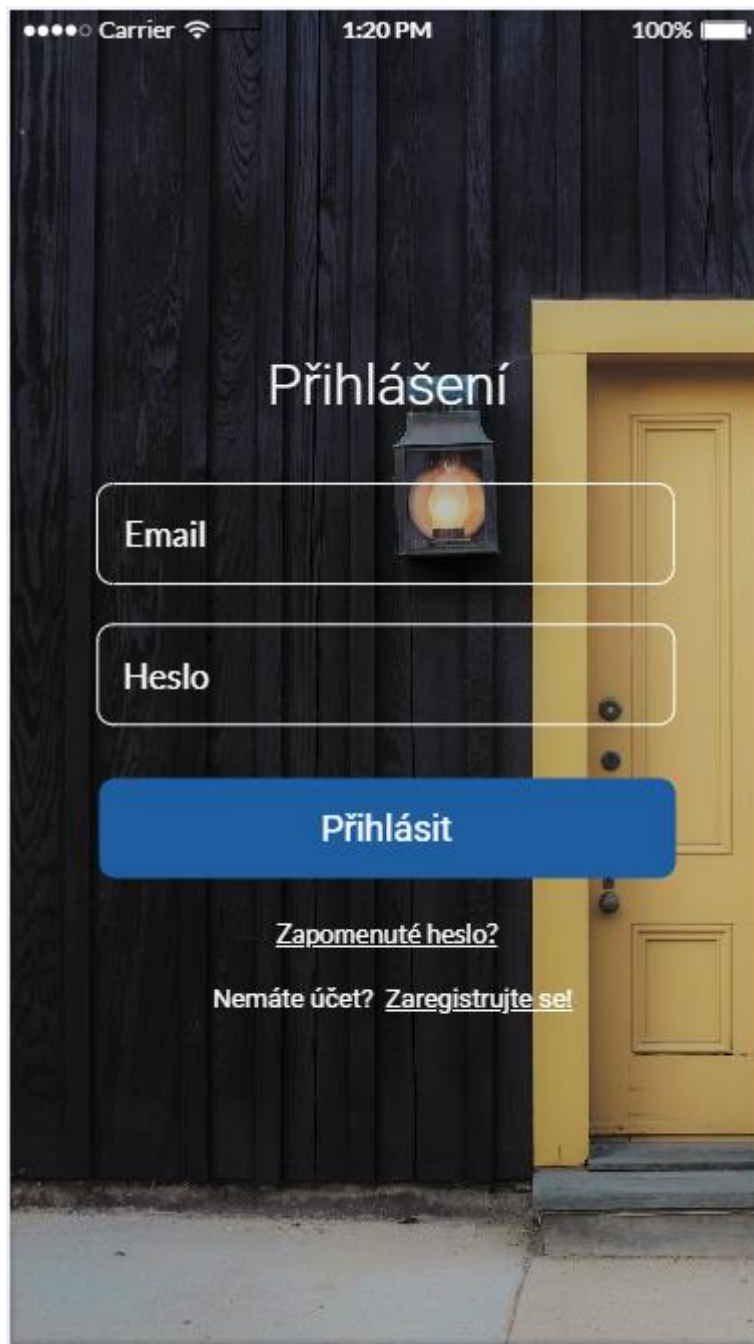 Carrier 1:20 PM 100%
Přihlášení
Email
Heslo
Přihlásit
Zapomenuté heslo?
Nemáte účet? Zaregistrujte se!